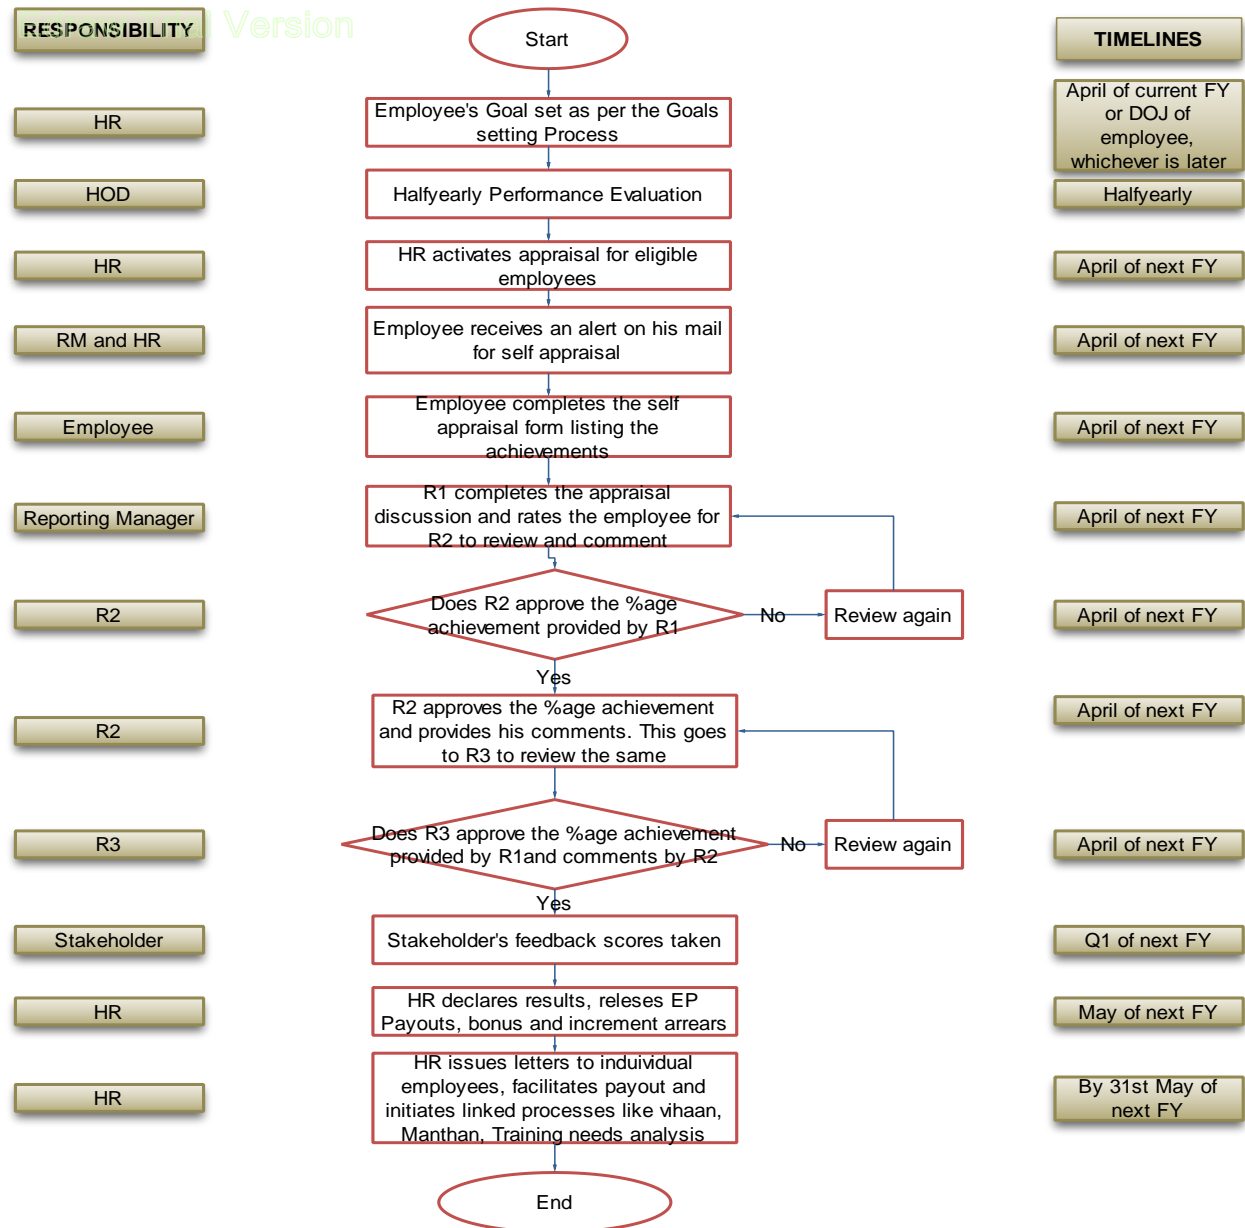 RESPONSIBILITY
Version
Start
TIMELINES
HR
Employee's Goal set as per the Goals
setting Process
April of current FY
or DOJ of
employee,
whichever is later
HOD
Halfyearly Performance Evaluation
Halfyearly
HR
HR activates appraisal for eligible
employees
April of next FY
RM and HR
Employee receives an alert on his mail
for self appraisal
April of next FY
Employee
Employee completes the self
appraisal form listing the
achievements
April of next FY
Reporting Manager
R1 completes the appraisal
discussion and rates the employee for
R2 to review and comment
April of next FY
R2
Does R2 approve the %age
achievement provided by R1
No
Review again
April of next FY
Yes
R2
R2 approves the %age achievement
and provides his comments. This goes
to R3 to review the same
April of next FY
R3
Does R3 approve the %age achievement
provided by R1and comments by R2
No
Review again
April of next FY
Yes
Stakeholder
Stakeholder's feedback scores taken
Q1 of next FY
HR
HR declares results, releses EP
Payouts, bonus and increment arrears
May of next FY
HR
HR issues letters to induividual
employees, facilitates payout and
initiates linked processes like vihaan,
Manthan, Training needs analysis
By 31st May of
next FY
End